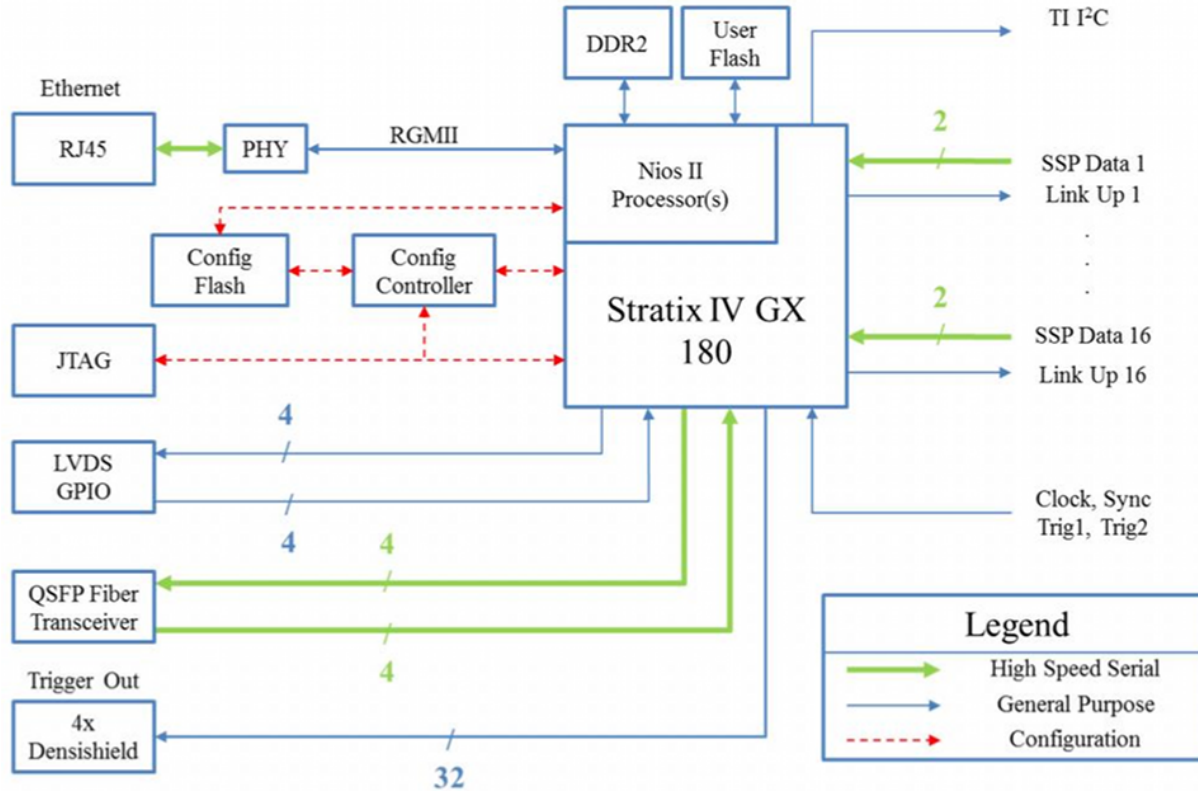 TI I²C
DDR2
User
Flash
Ethernet
RJ45
PHY
RGMII
Nios II
Processor(s)
2
SSP Data 1
Link Up 1
.
.
.
Config
Flash
Config
Controller
Stratix IV GX
180
2
SSP Data 16
Link Up 16
JTAG
4
LVDS
GPIO
4
Clock, Sync
Trig1, Trig2
4
QSFP Fiber
Transceiver
4
Trigger Out
4x
Densishield
32
Legend
High Speed Serial
General Purpose
Configuration